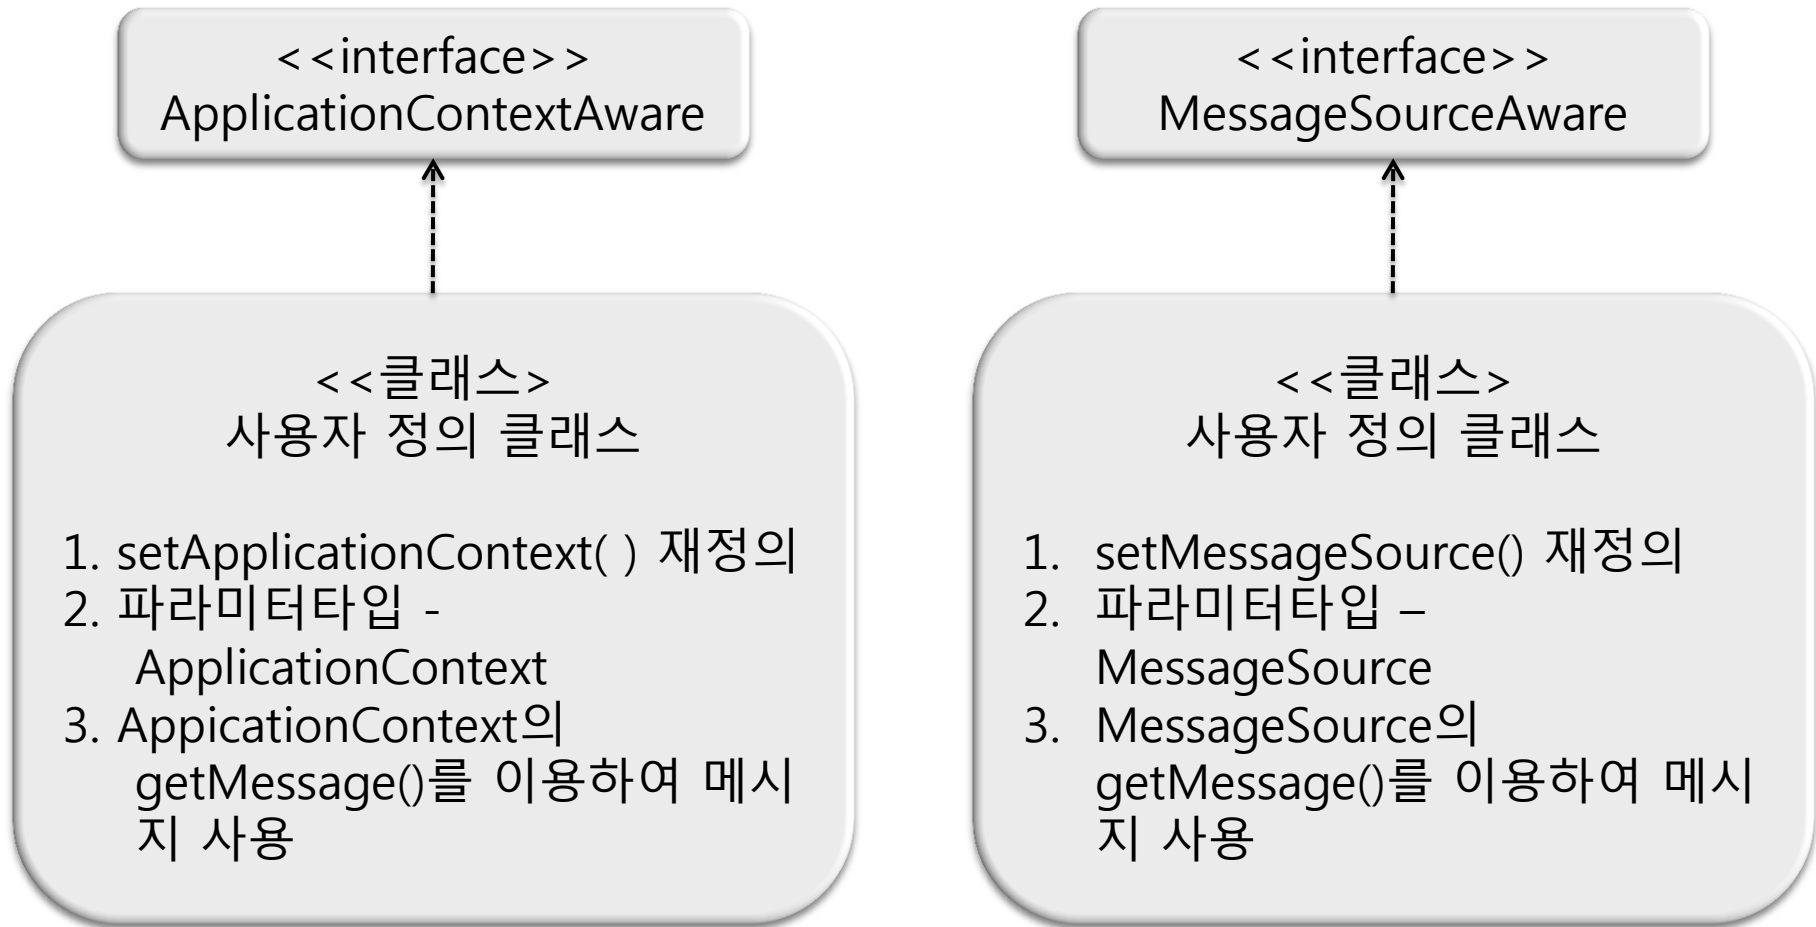 <<interface>>
ApplicationContextAware
<<클래스>
사용자 정의 클래스
1. setApplicationContext( ) 재정의
2. 파라미터타입 -
ApplicationContext
3. AppicationContext의
getMessage()를 이용하여 메시
지 사용
<<interface>>
MessageSourceAware
<<클래스>
사용자 정의 클래스
1. setMessageSource() 재정의
2. 파라미터타입 –
MessageSource
3. MessageSource의
getMessage()를 이용하여 메시
지 사용